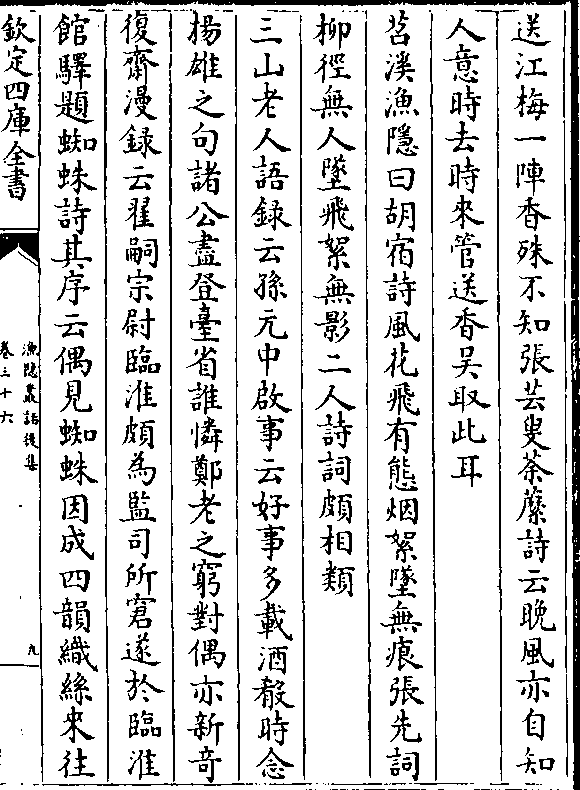 送江梅一陣香殊不知張芸叟荼蘪詩云晚風亦自知
人意時去時來管送香吴取此耳
苕溪漁隠曰胡宿詩風花飛有態烟絮墜無痕張先詞
柳徑無人墜飛絮無影二人詩詞頗相類
三山老人語録云孫元中啟事云好事多載酒殽時念
揚雄之句諸公盡登臺省誰憐鄭老之窮對偶亦新竒
復齋漫録云翟嗣宗尉臨淮頗為監司所窘遂於臨淮
館驛題蜘蛛詩其序云偶見蜘蛛因成四韻織絲來往
欽定四庫全書
漁隠叢話後集
卷三十六
九